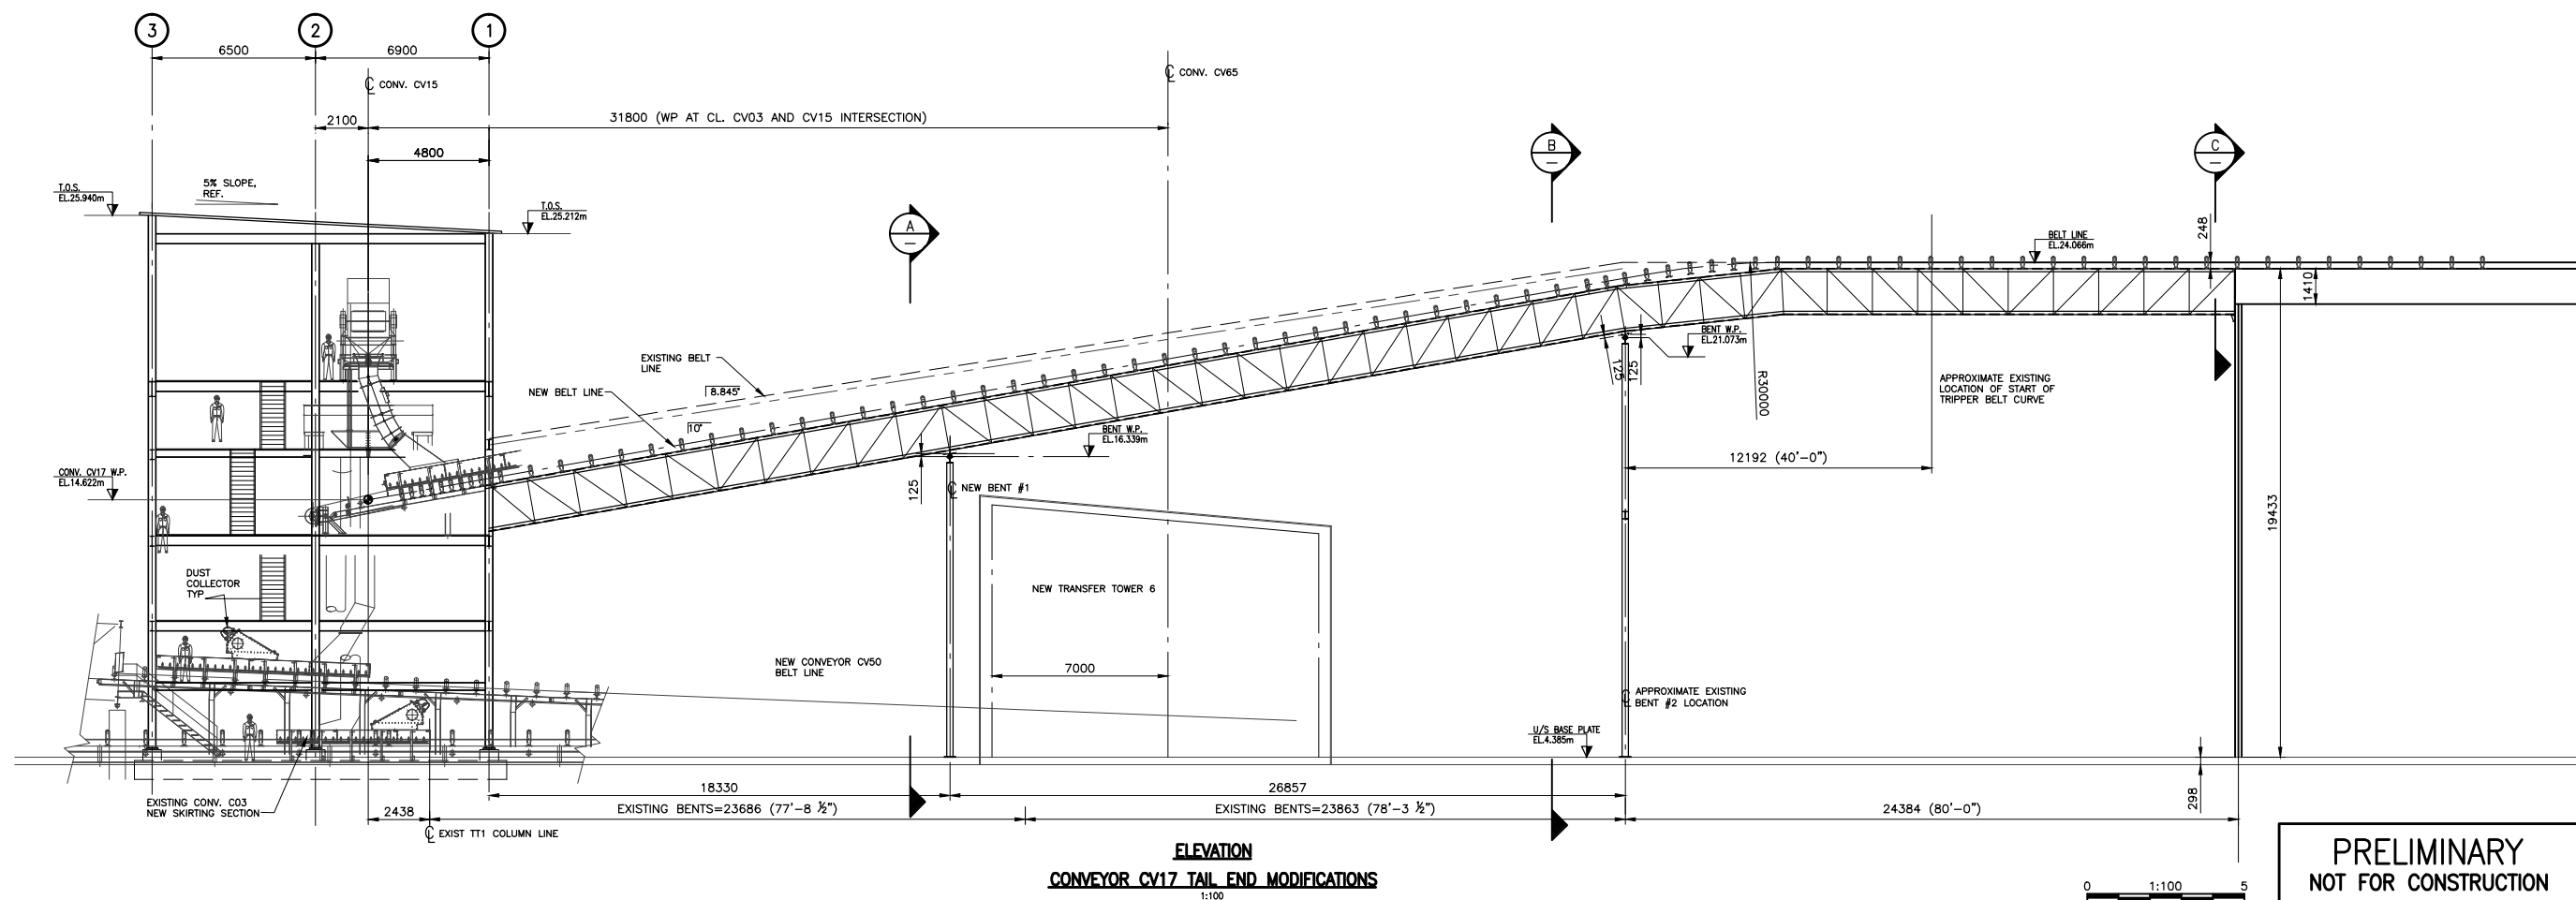 3
2
1
6500
6900
CONV. CV15
CONV. CV65
2100
31800 (WP AT CL. CV03 AND CV15 INTERSECTION)
4800
B
C
T.O.S.
EL.25.940m
5% SLOPE,
REF.
T.O.S.
EL.25.212m
A
248
BELT LINE
EL.24.066m
1410
EXISTING BELT
LINE
8.845°
NEW BELT LINE
10°
BENT W.P.
EL.21.073m
125
125
R30000
APPROXIMATE EXISTING
LOCATION OF START OF
TRIPPER BELT CURVE
BENT W.P.
EL.16.339m
12192 (40'-0")
CONV. CV17 W.P.
EL.14.622m
125
NEW BENT #1
19433
DUST
COLLECTOR
TYP
NEW TRANSFER TOWER 6
NEW CONVEYOR CV50
BELT LINE
7000
APPROXIMATE EXISTING
BENT #2 LOCATION
U/S BASE PLATE
EL.4.385m
18330
26857
298
EXISTING CONV. C03
NEW SKIRTING SECTION
2438
EXISTING BENTS=23686 (77'-8 ½")
EXISTING BENTS=23863 (78'-3 ½")
24384 (80'-0")
EXIST TT1 COLUMN LINE
ELEVATION
CONVEYOR CV17 TAIL END MODIFICATIONS
1:100
0 1:100 5
PRELIMINARY
NOT FOR CONSTRUCTION